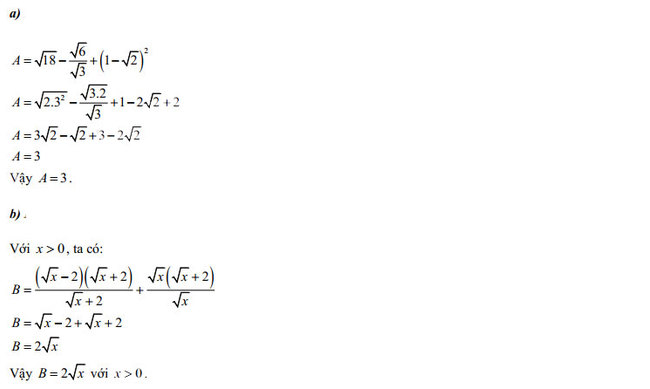 a)
A = √18 − √6/√3 + (1−√2)²
A = √2.3² − √3.2/√3 + 1 − 2√2 + 2
A = 3√2 − √2 + 3 − 2√2
A = 3
Vậy A = 3.
b) .
Với x > 0, ta có:
B = (√x − 2)(√x + 2)/√x + 2 + √x(√x + 2)/√x
B = √x − 2 + √x + 2
B = 2√x
Vậy B = 2√x với x > 0.